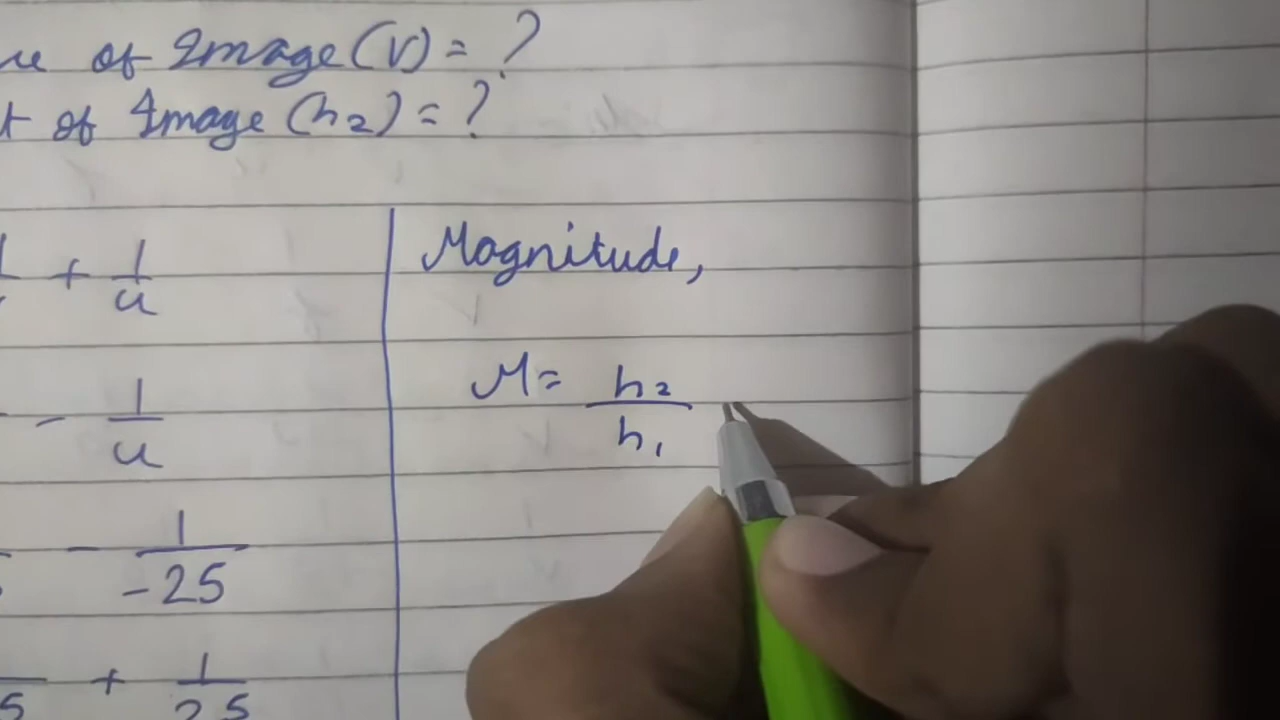 of Image (V) = ?
of Image (h2) = ?
+ 1/u
- 1/u
- 1/-25
+ 1/25
Magnitude,
M = h2/h1